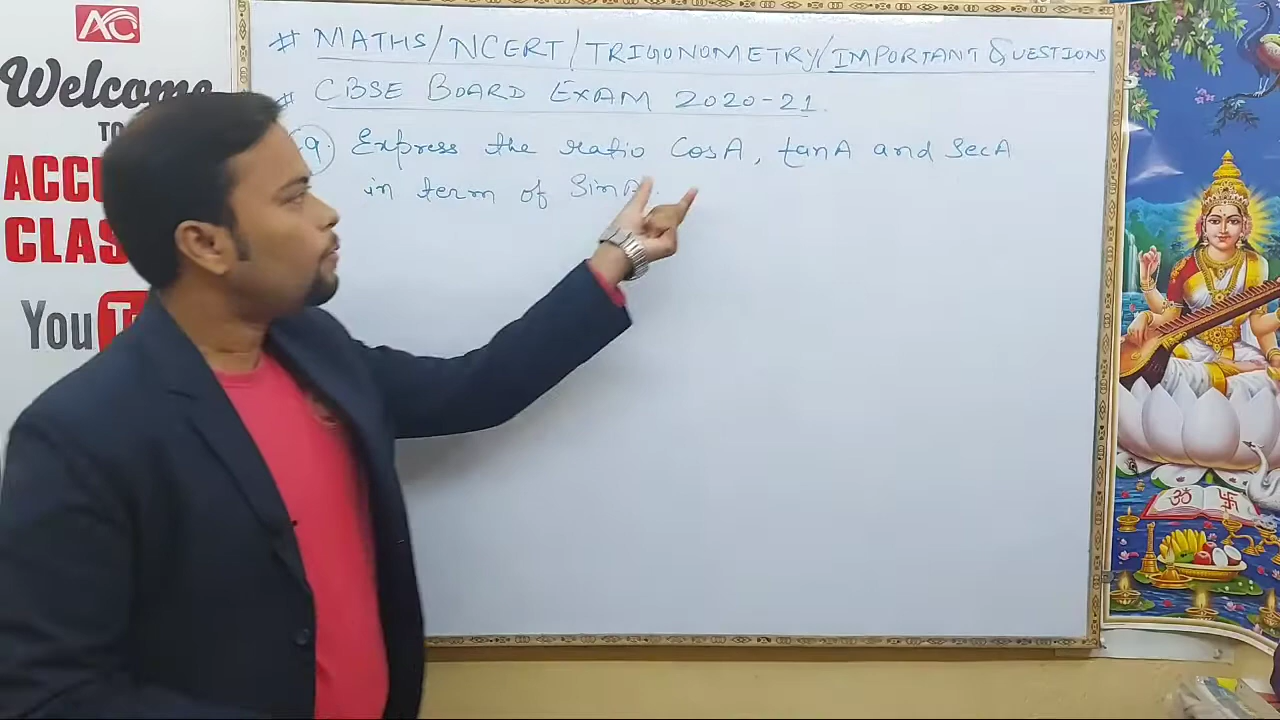 AC
Welcome
TO
ACCU
CLAS
You T
# MATHS/NCERT/TRIGONOMETRY/IMPORTANT QUESTIONS
# CBSE BOARD EXAM 2020-21.
9. Express the ratio CosA, tanA and SecA
in term of SinA.
ॐ